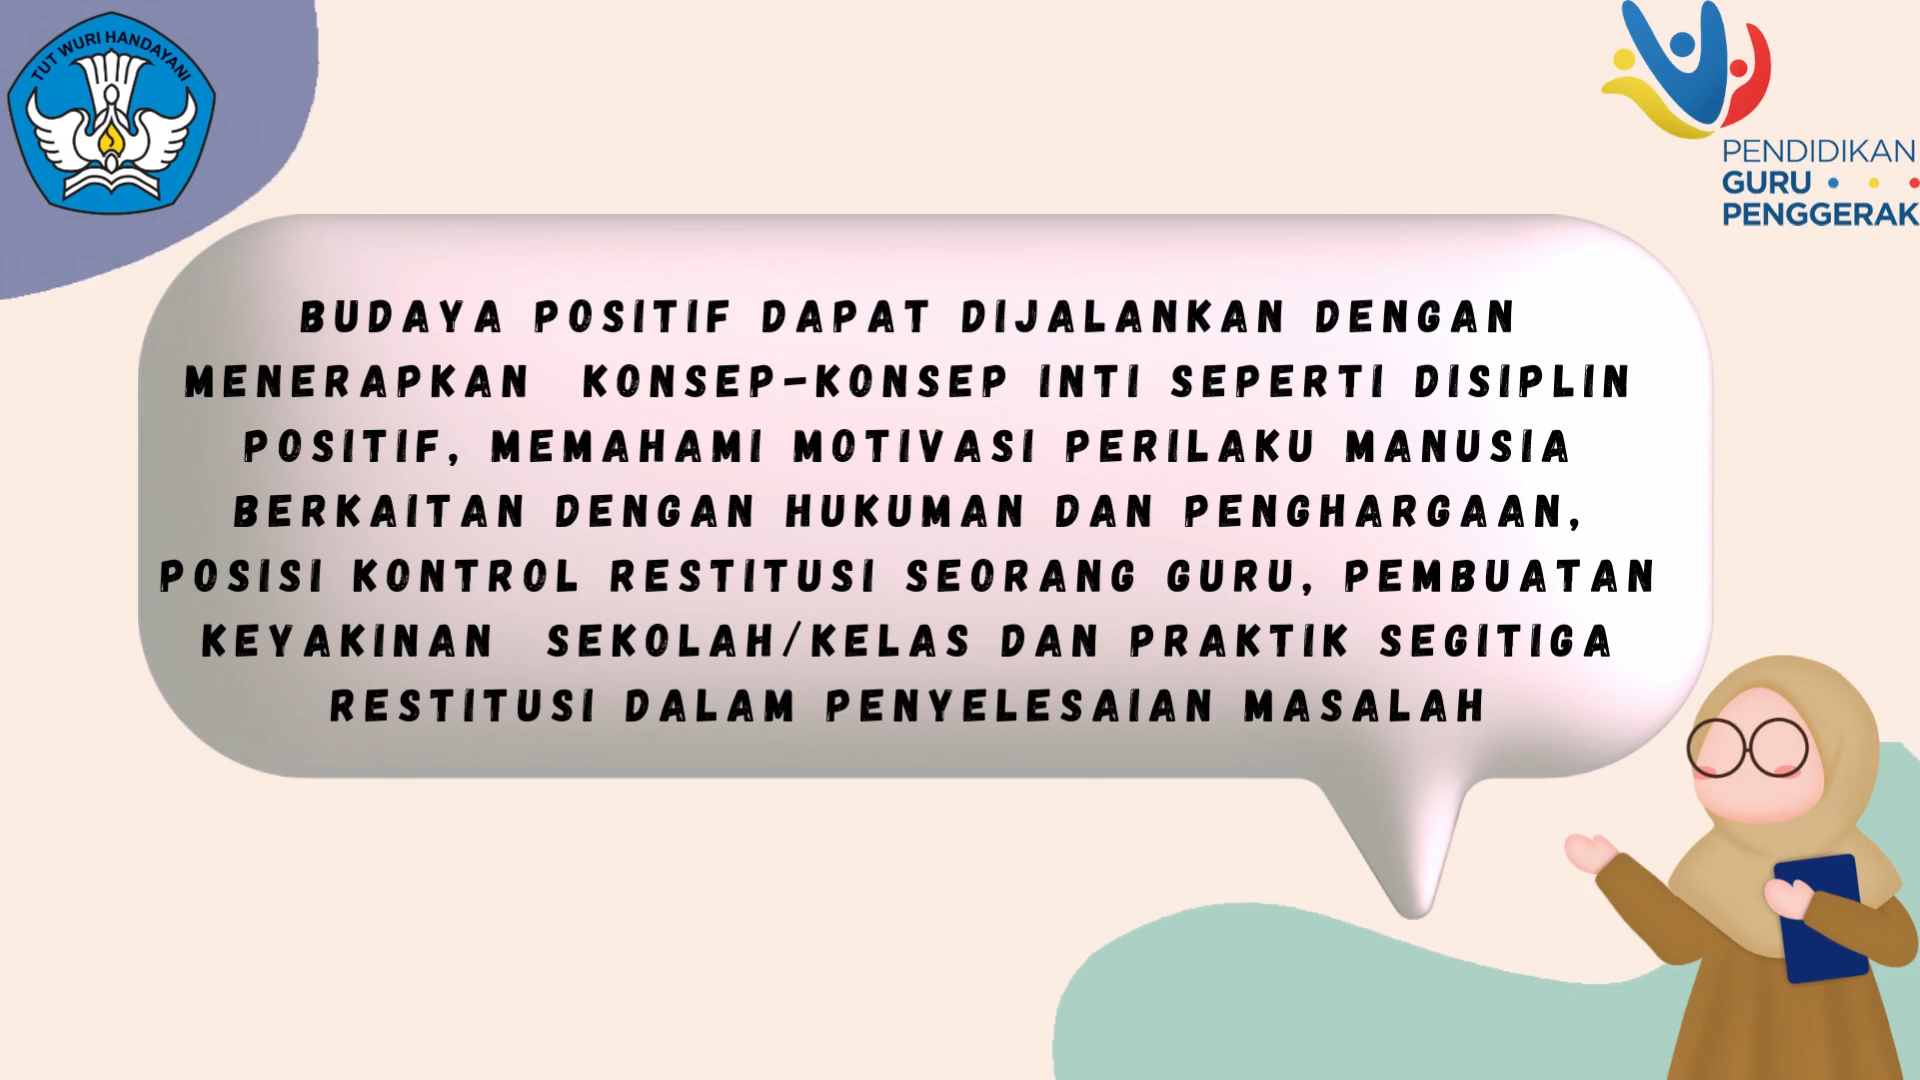 TUT WURI HANDAYANI
PENDIDIKAN
GURU
PENGGERAK
BUDAYA POSITIF DAPAT DIJALANKAN DENGAN
MENERAPKAN KONSEP-KONSEP INTI SEPERTI DISIPLIN
POSITIF, MEMAHAMI MOTIVASI PERILAKU MANUSIA
BERKAITAN DENGAN HUKUMAN DAN PENGHARGAAN,
POSISI KONTROL RESTITUSI SEORANG GURU, PEMBUATAN
KEYAKINAN SEKOLAH/KELAS DAN PRAKTIK SEGITIGA
RESTITUSI DALAM PENYELESAIAN MASALAH